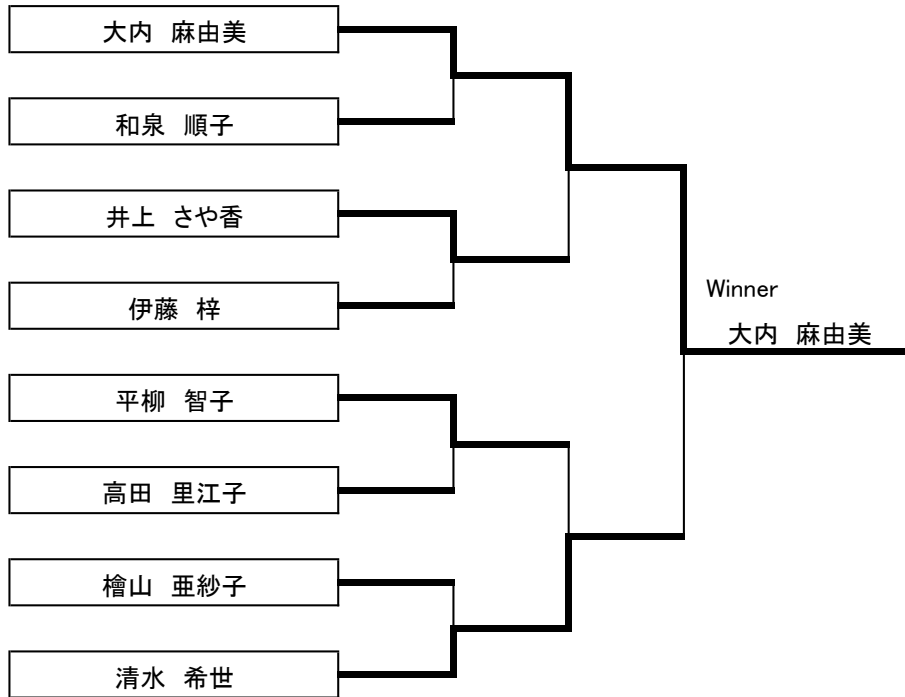 大内　麻由美
和泉　順子
井上　さや香
伊藤　梓
Winner
大内　麻由美
平柳　智子
高田　里江子
檜山　亜紗子
清水　希世